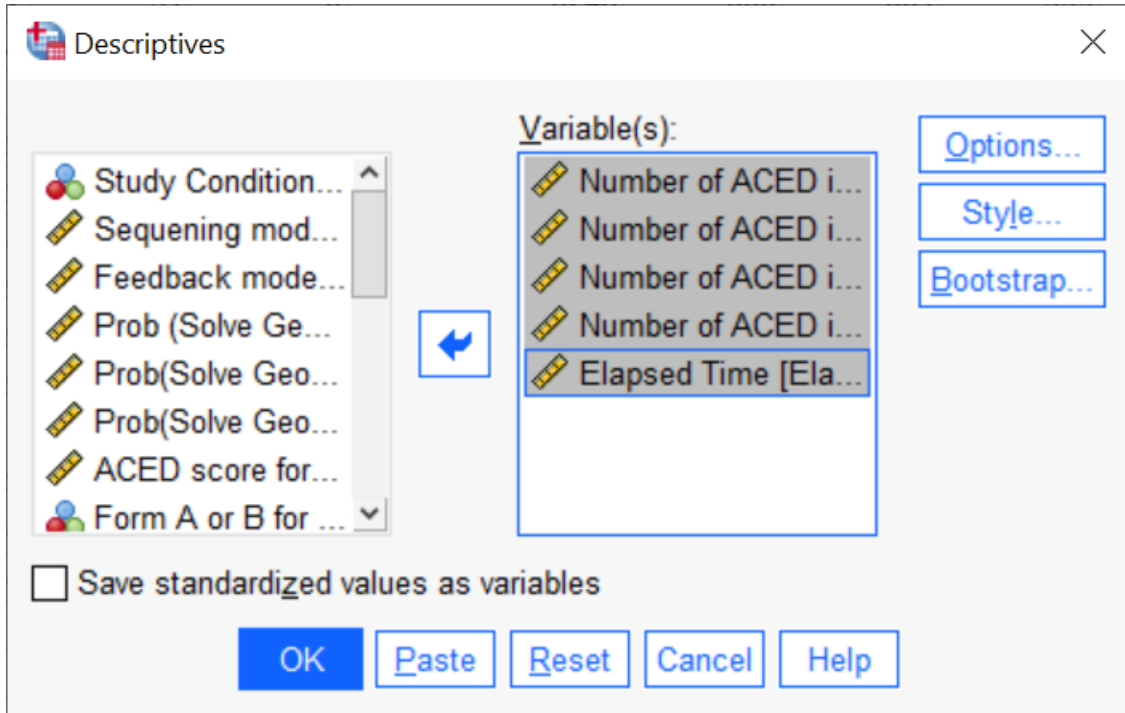 Descriptives
Variable(s):
Study Condition...
Sequening mod...
Feedback mode...
Prob (Solve Ge...
Prob(Solve Geo...
Prob(Solve Geo...
ACED score for...
Form A or B for ...
Number of ACED i...
Number of ACED i...
Number of ACED i...
Number of ACED i...
Elapsed Time [Ela...
Options...
Style...
Bootstrap...
Save standardized values as variables
OK Paste Reset Cancel Help